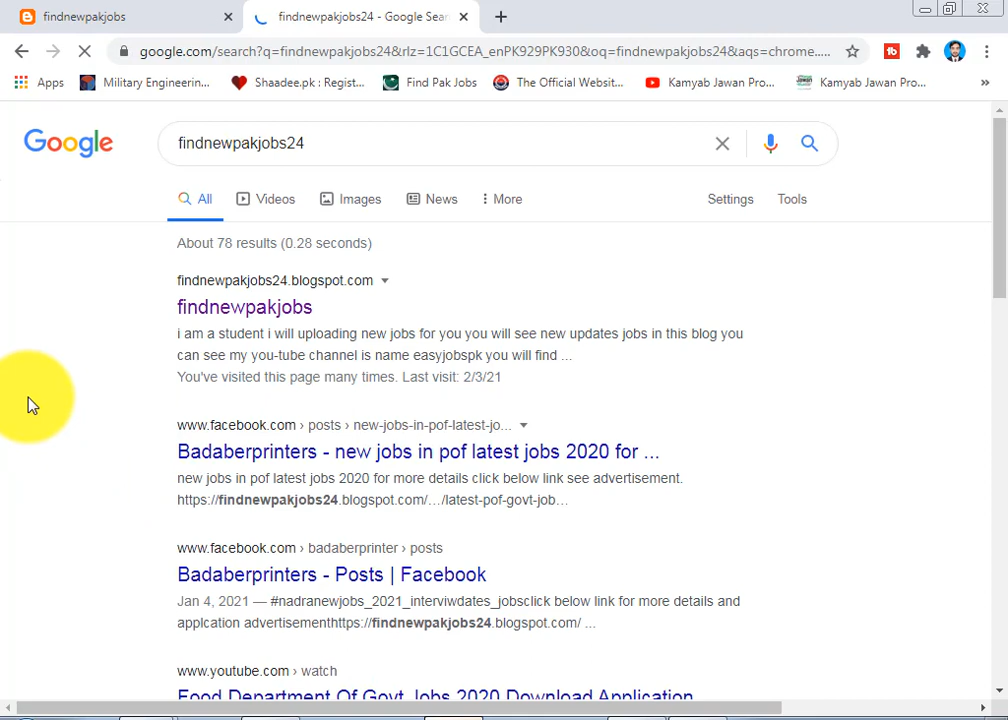 findnewpakjobs
findnewpakjobs24 - Google Sear
google.com/search?q=findnewpakjobs24&rlz=1C1GCEA_enPK929PK930&oq=findnewpakjobs24&aqs=chrome.....
Apps
Military Engineerin...
Shaadee.pk : Regist...
Find Pak Jobs
The Official Websit...
Kamyab Jawan Pro...
Kamyab Jawan Pro...
Google
findnewpakjobs24
All
Videos
Images
News
More
Settings
Tools
About 78 results (0.28 seconds)
findnewpakjobs24.blogspot.com
findnewpakjobs
i am a student i will uploading new jobs for you you will see new updates jobs in this blog you
can see my you-tube channel is name easyjobspk you will find ...
You've visited this page many times. Last visit: 2/3/21
www.facebook.com › posts › new-jobs-in-pof-latest-jo...
Badaberprinters - new jobs in pof latest jobs 2020 for ...
new jobs in pof latest jobs 2020 for more details click below link see advertisement.
https://findnewpakjobs24.blogspot.com/…/latest-pof-govt-job…
www.facebook.com › badaberprinter › posts
Badaberprinters - Posts | Facebook
Jan 4, 2021 — #nadranewjobs_2021_interviwdates_jobsclick below link for more details and
applcation advertisementhttps://findnewpakjobs24.blogspot.com/ ...
www.youtube.com › watch
Food Department Of Govt Jobs 2020 Download Application